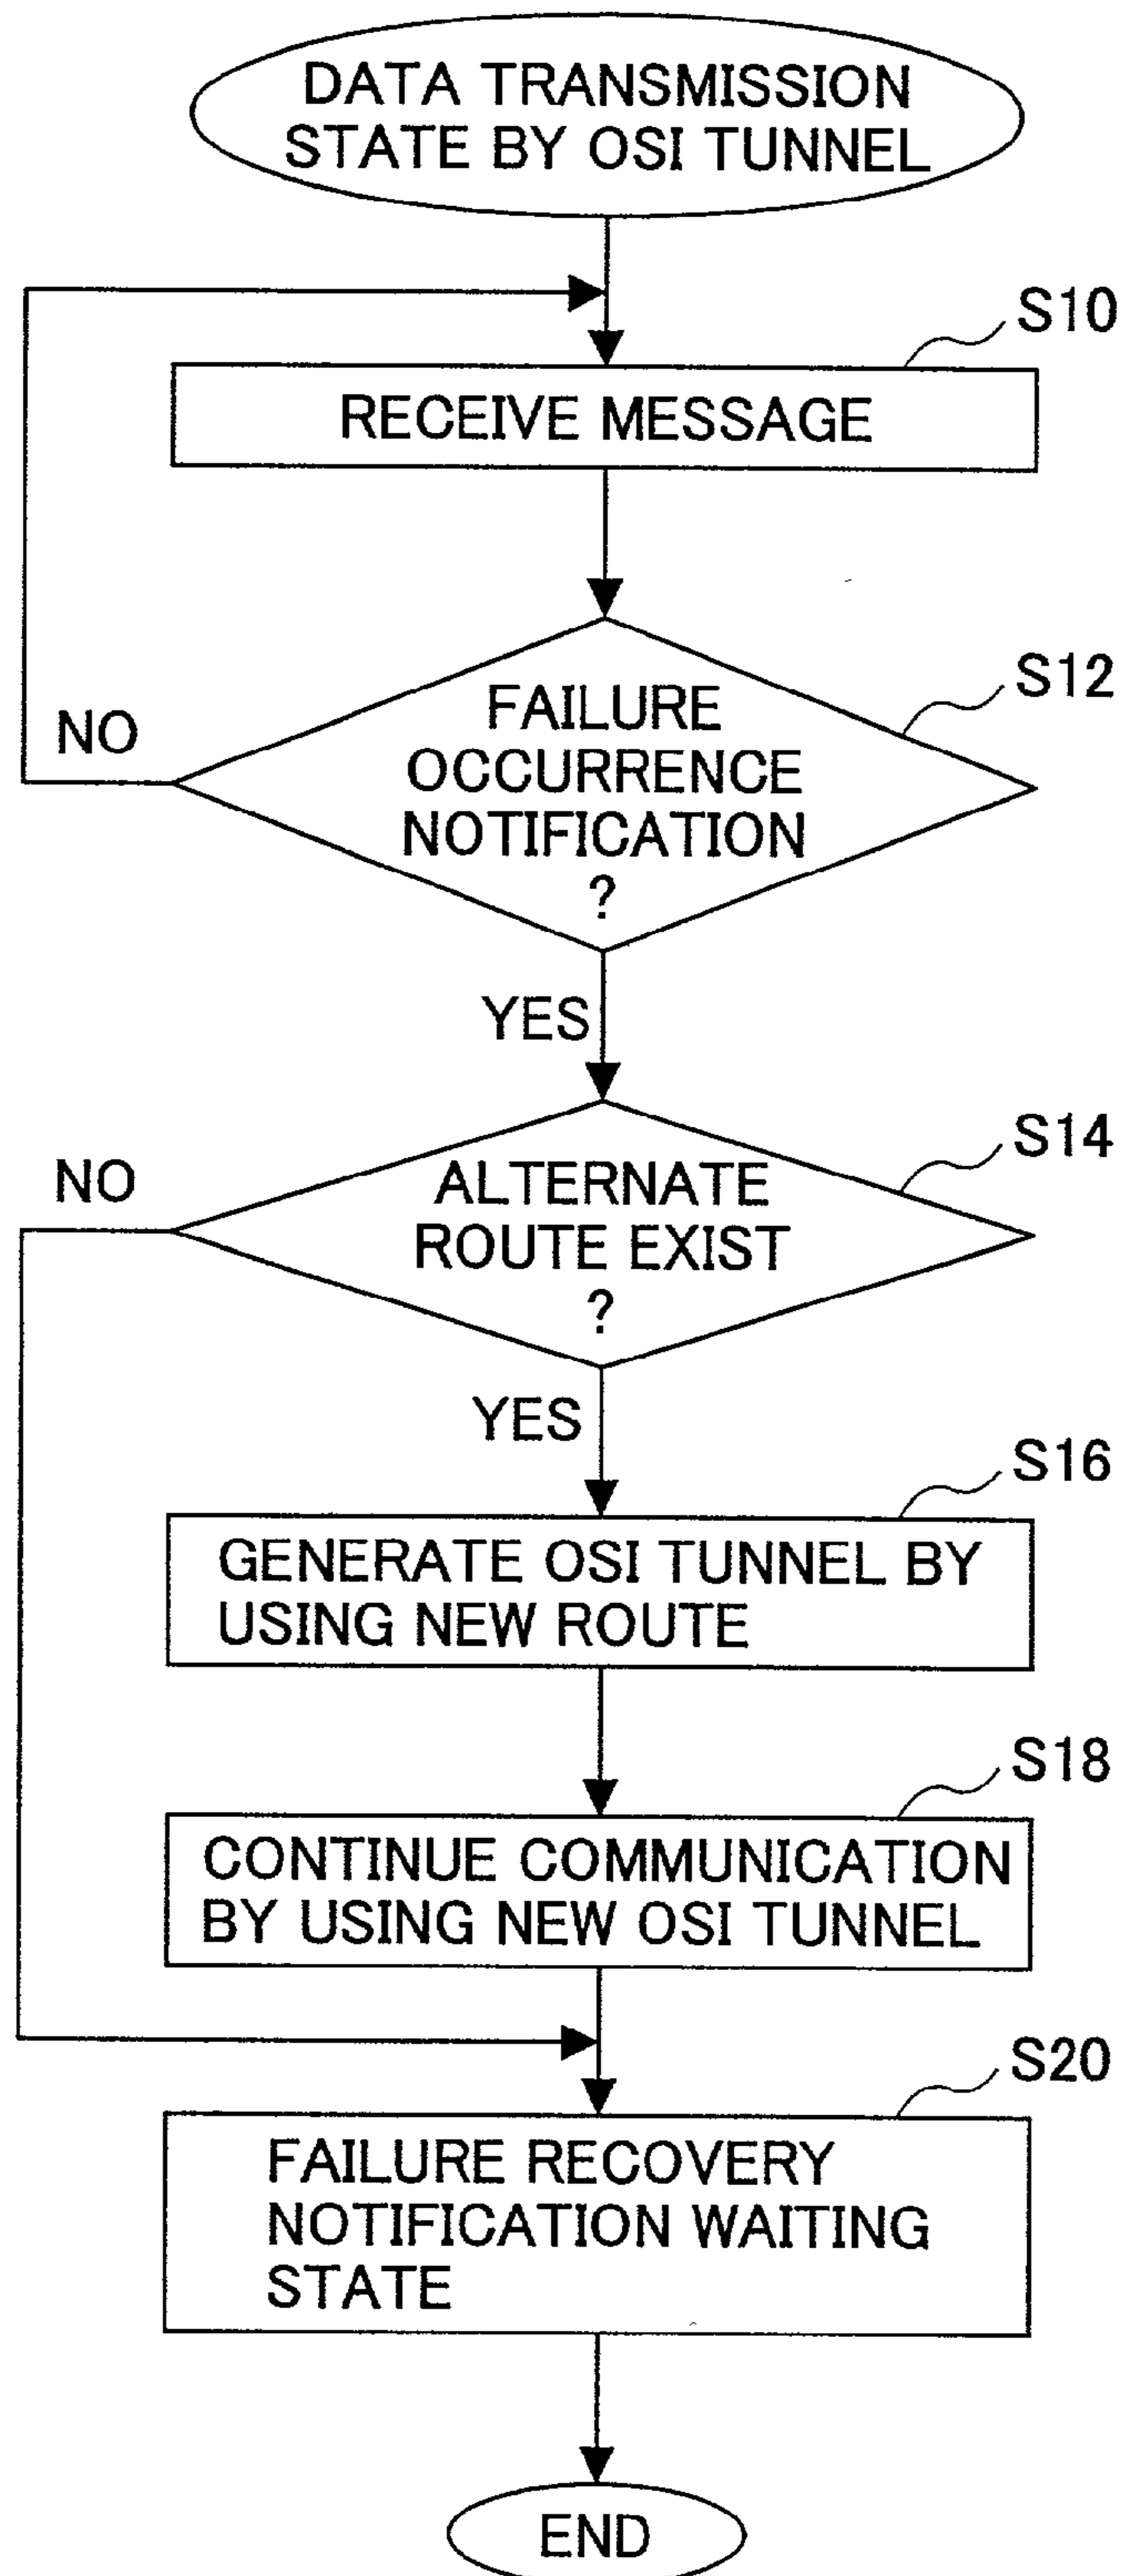 DATA TRANSMISSION
STATE BY OSI TUNNEL
S10
RECEIVE MESSAGE
S12
FAILURE
OCCURRENCE
NOTIFICATION
?
NO
YES
S14
ALTERNATE
ROUTE EXIST
?
NO
YES
S16
GENERATE OSI TUNNEL BY
USING NEW ROUTE
S18
CONTINUE COMMUNICATION
BY USING NEW OSI TUNNEL
S20
FAILURE RECOVERY
NOTIFICATION WAITING
STATE
END